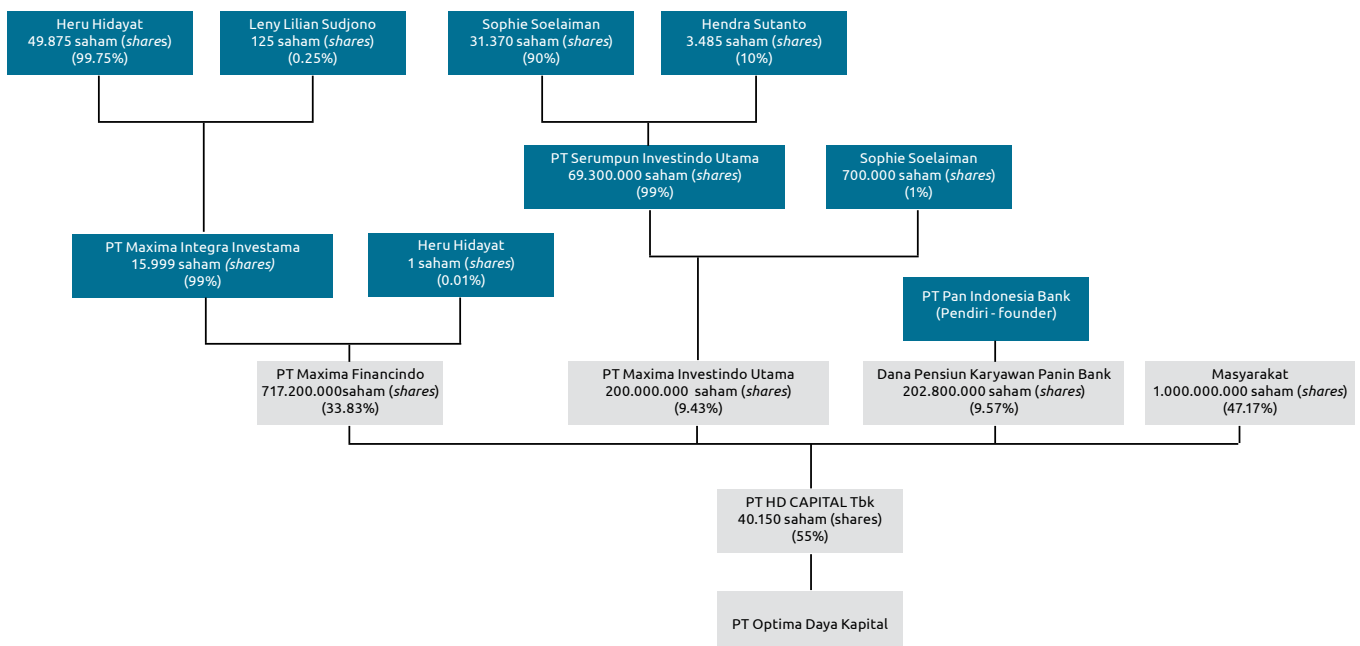 Heru Hidayat
49.875 saham (shares)
(99.75%)
Leny Lilian Sudjono
125 saham (shares)
(0.25%)
Sophie Soelaiman
31.370 saham (shares)
(90%)
Hendra Sutanto
3.485 saham (shares)
(10%)
PT Serumpun Investindo Utama
69.300.000 saham (shares)
(99%)
Sophie Soelaiman
700.000 saham (shares)
(1%)
PT Maxima Integra Investama
15.999 saham (shares)
(99%)
Heru Hidayat
1 saham (shares)
(0.01%)
PT Pan Indonesia Bank
(Pendiri - founder)
PT Maxima Financindo
717.200.000saham (shares)
(33.83%)
PT Maxima Investindo Utama
200.000.000 saham (shares)
(9.43%)
Dana Pensiun Karyawan Panin Bank
202.800.000 saham (shares)
(9.57%)
Masyarakat
1.000.000.000 saham (shares)
(47.17%)
PT HD CAPITAL Tbk
40.150 saham (shares)
(55%)
PT Optima Daya Kapital